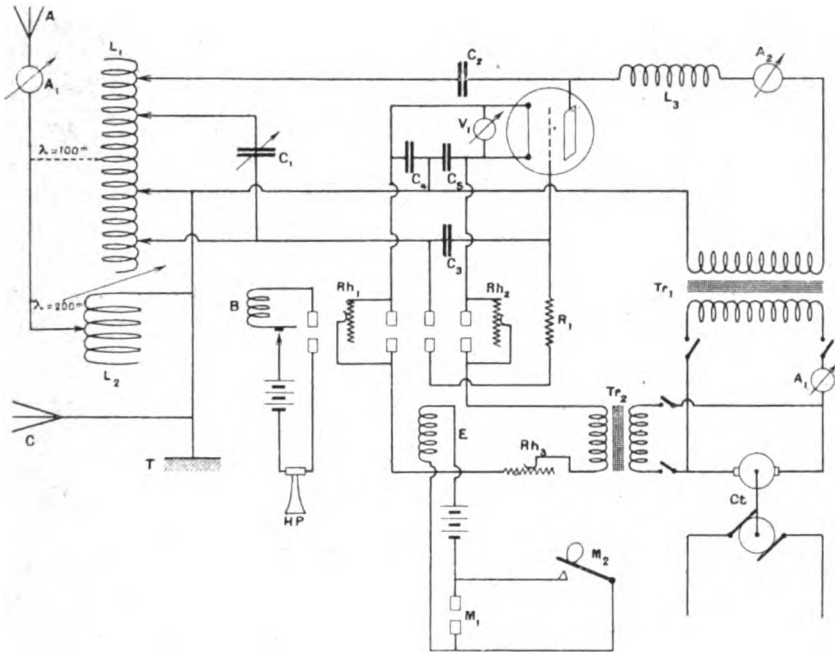 A
L₁
C₂
A₂
A₁
L₃
V₁
λ=100ᵐ
C₁
C₄
C₅
C₃
Rh₁
Rh₂
Tr₁
λ=200ᵐ
B
R₁
L₂
Tr₂
A₁
C
E
T
Rh₃
Ct
HP
M₂
M₁